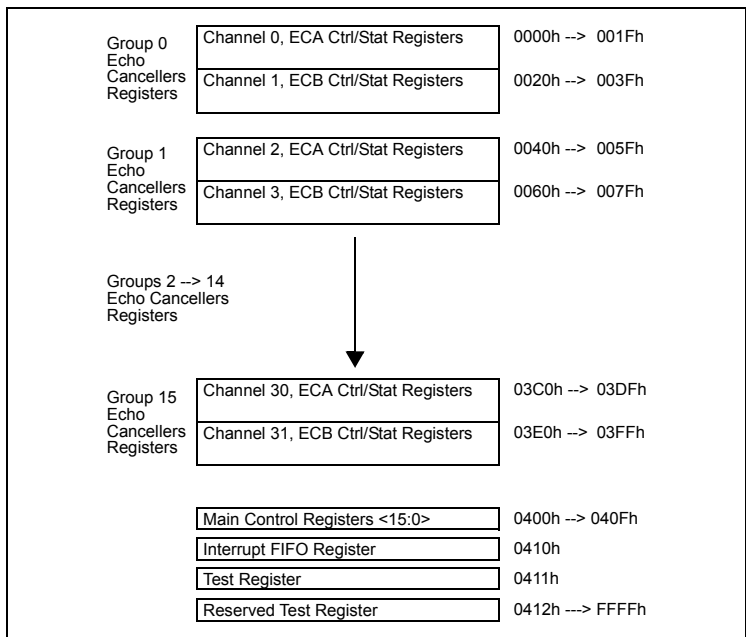 Group 0
Echo
Cancellers
Registers
Channel 0, ECA Ctrl/Stat Registers
0000h --> 001Fh
Channel 1, ECB Ctrl/Stat Registers
0020h --> 003Fh
Group 1
Echo
Cancellers
Registers
Channel 2, ECA Ctrl/Stat Registers
0040h --> 005Fh
Channel 3, ECB Ctrl/Stat Registers
0060h --> 007Fh
Groups 2 --> 14
Echo Cancellers
Registers
Group 15
Echo
Cancellers
Registers
Channel 30, ECA Ctrl/Stat Registers
03C0h --> 03DFh
Channel 31, ECB Ctrl/Stat Registers
03E0h --> 03FFh
Main Control Registers <15:0>
0400h --> 040Fh
Interrupt FIFO Register
0410h
Test Register
0411h
Reserved Test Register
0412h ---> FFFFh